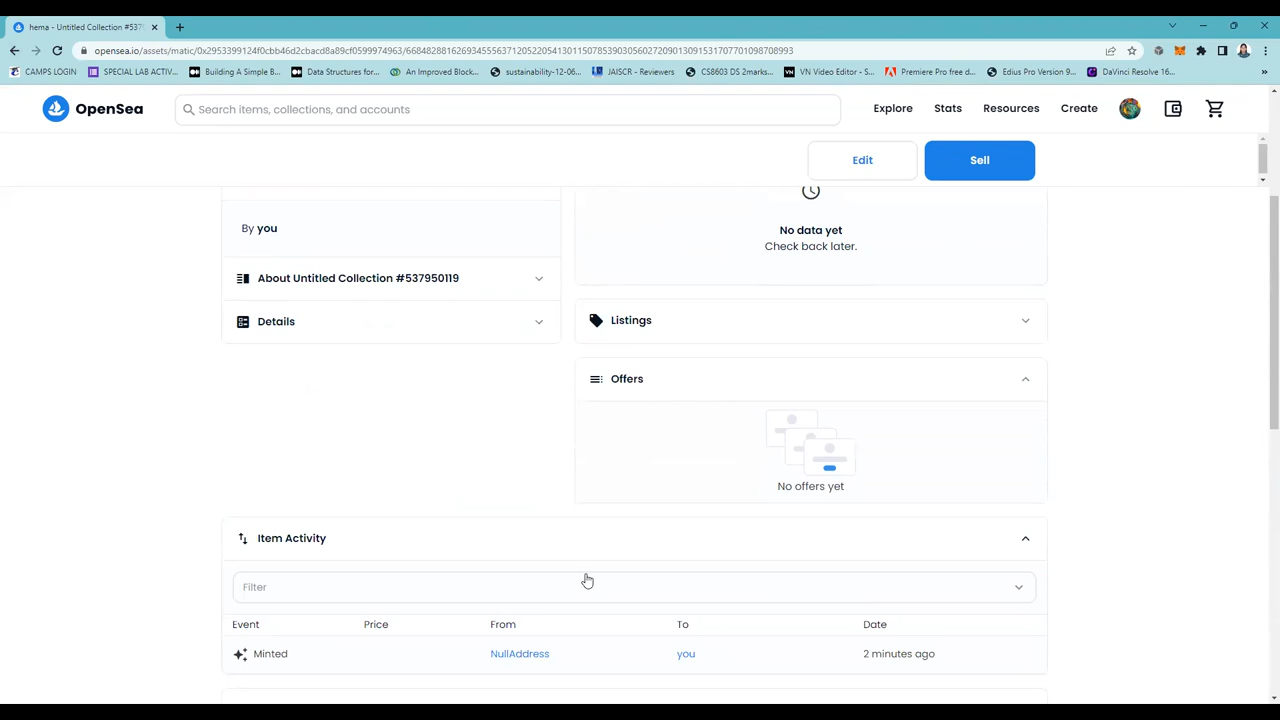 hema - Untitled Collection #5379
opensea.io/assets/matic/0x2953399124f0cbb46d2cbacd8a89cf0599974963/66848288162693455563712052205413011507853903056027209013091531707701098708993
CAMPS LOGIN
SPECIAL LAB ACTIV...
Building A Simple B...
Data Structures for...
An Improved Block...
sustainability-12-06...
JAISCR - Reviewers
CS8603 DS 2marks...
VN Video Editor - S...
Premiere Pro free d...
Edius Pro Version 9...
DaVinci Resolve 16...
OpenSea
Search items, collections, and accounts
Explore
Stats
Resources
Create
Edit
Sell
By you
No data yet
Check back later.
About Untitled Collection #537950119
Details
Listings
Offers
No offers yet
Item Activity
Filter
Event Price From To Date
Minted NullAddress you 2 minutes ago